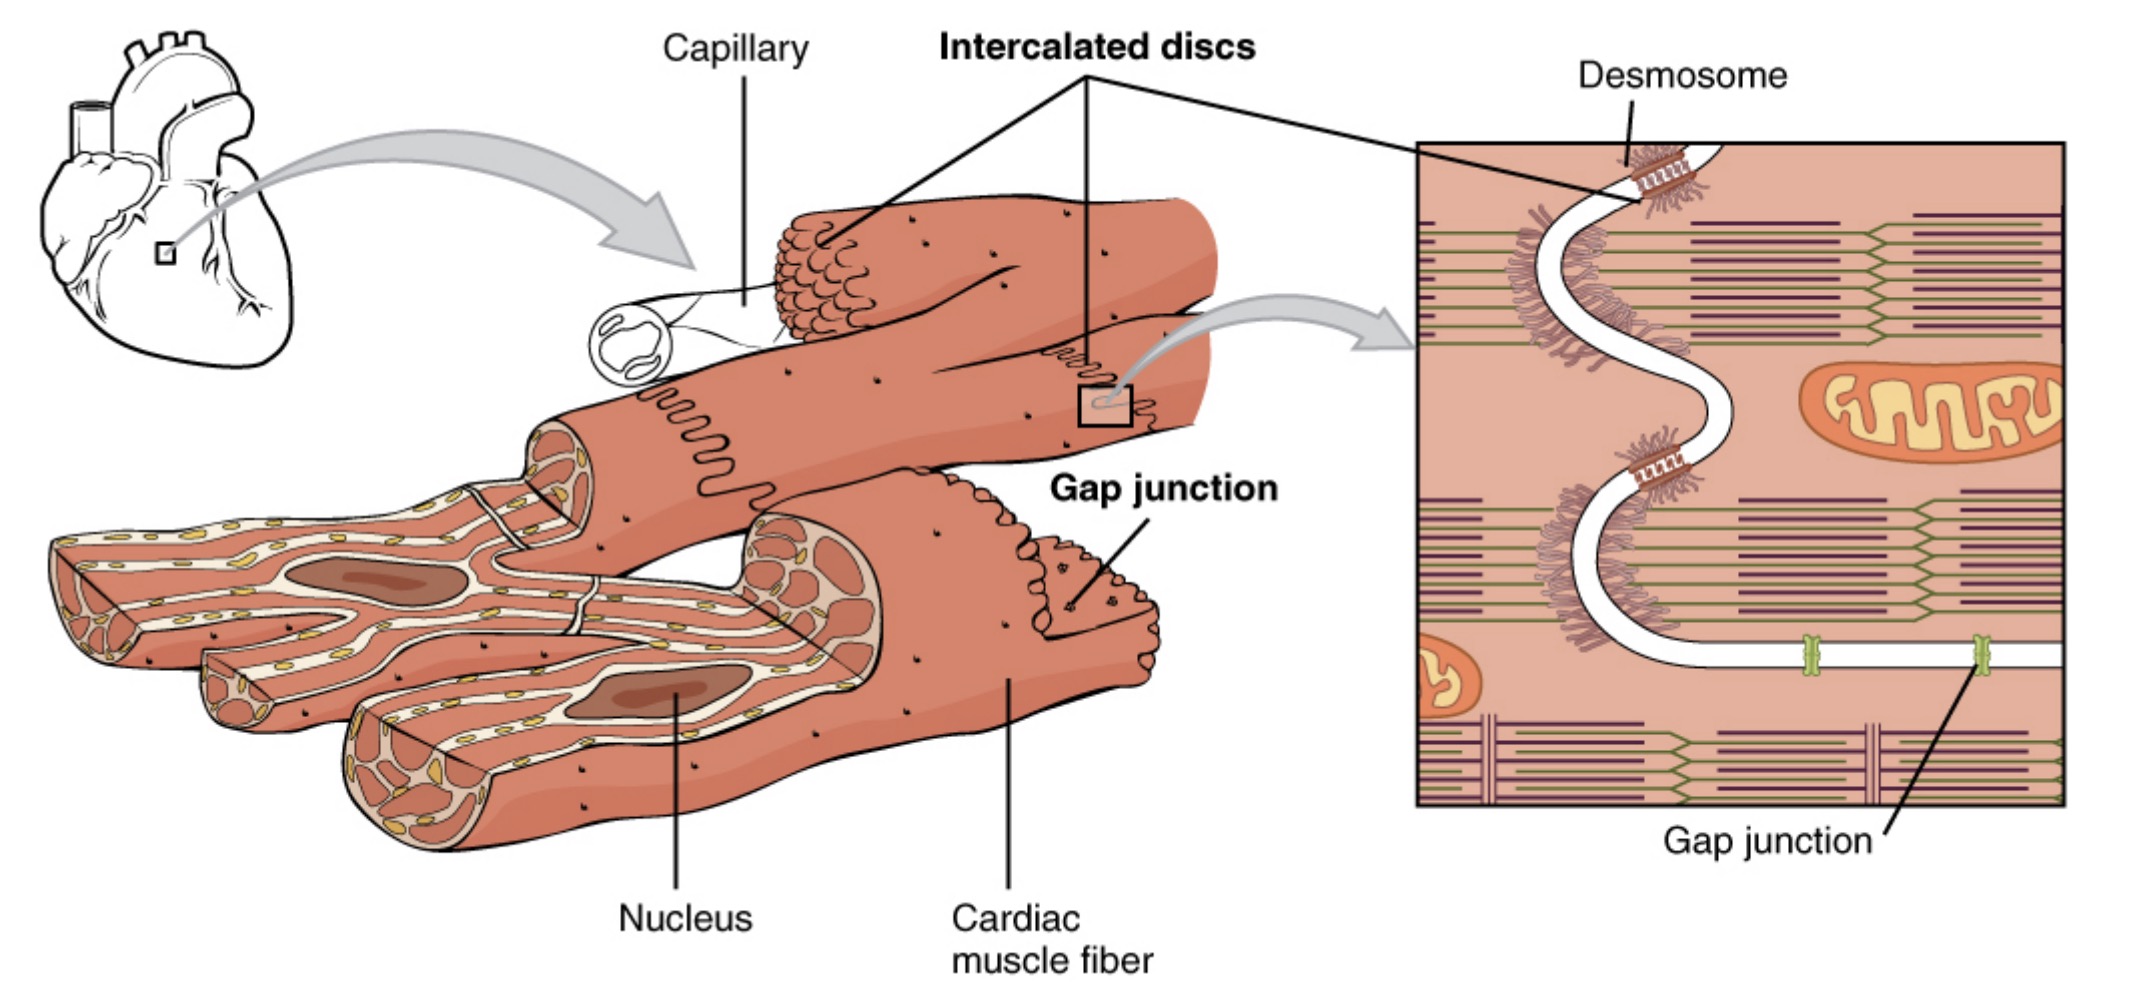 Capillary
Intercalated discs
Desmosome
Gap junction
Gap junction
Nucleus
Cardiac
muscle fiber